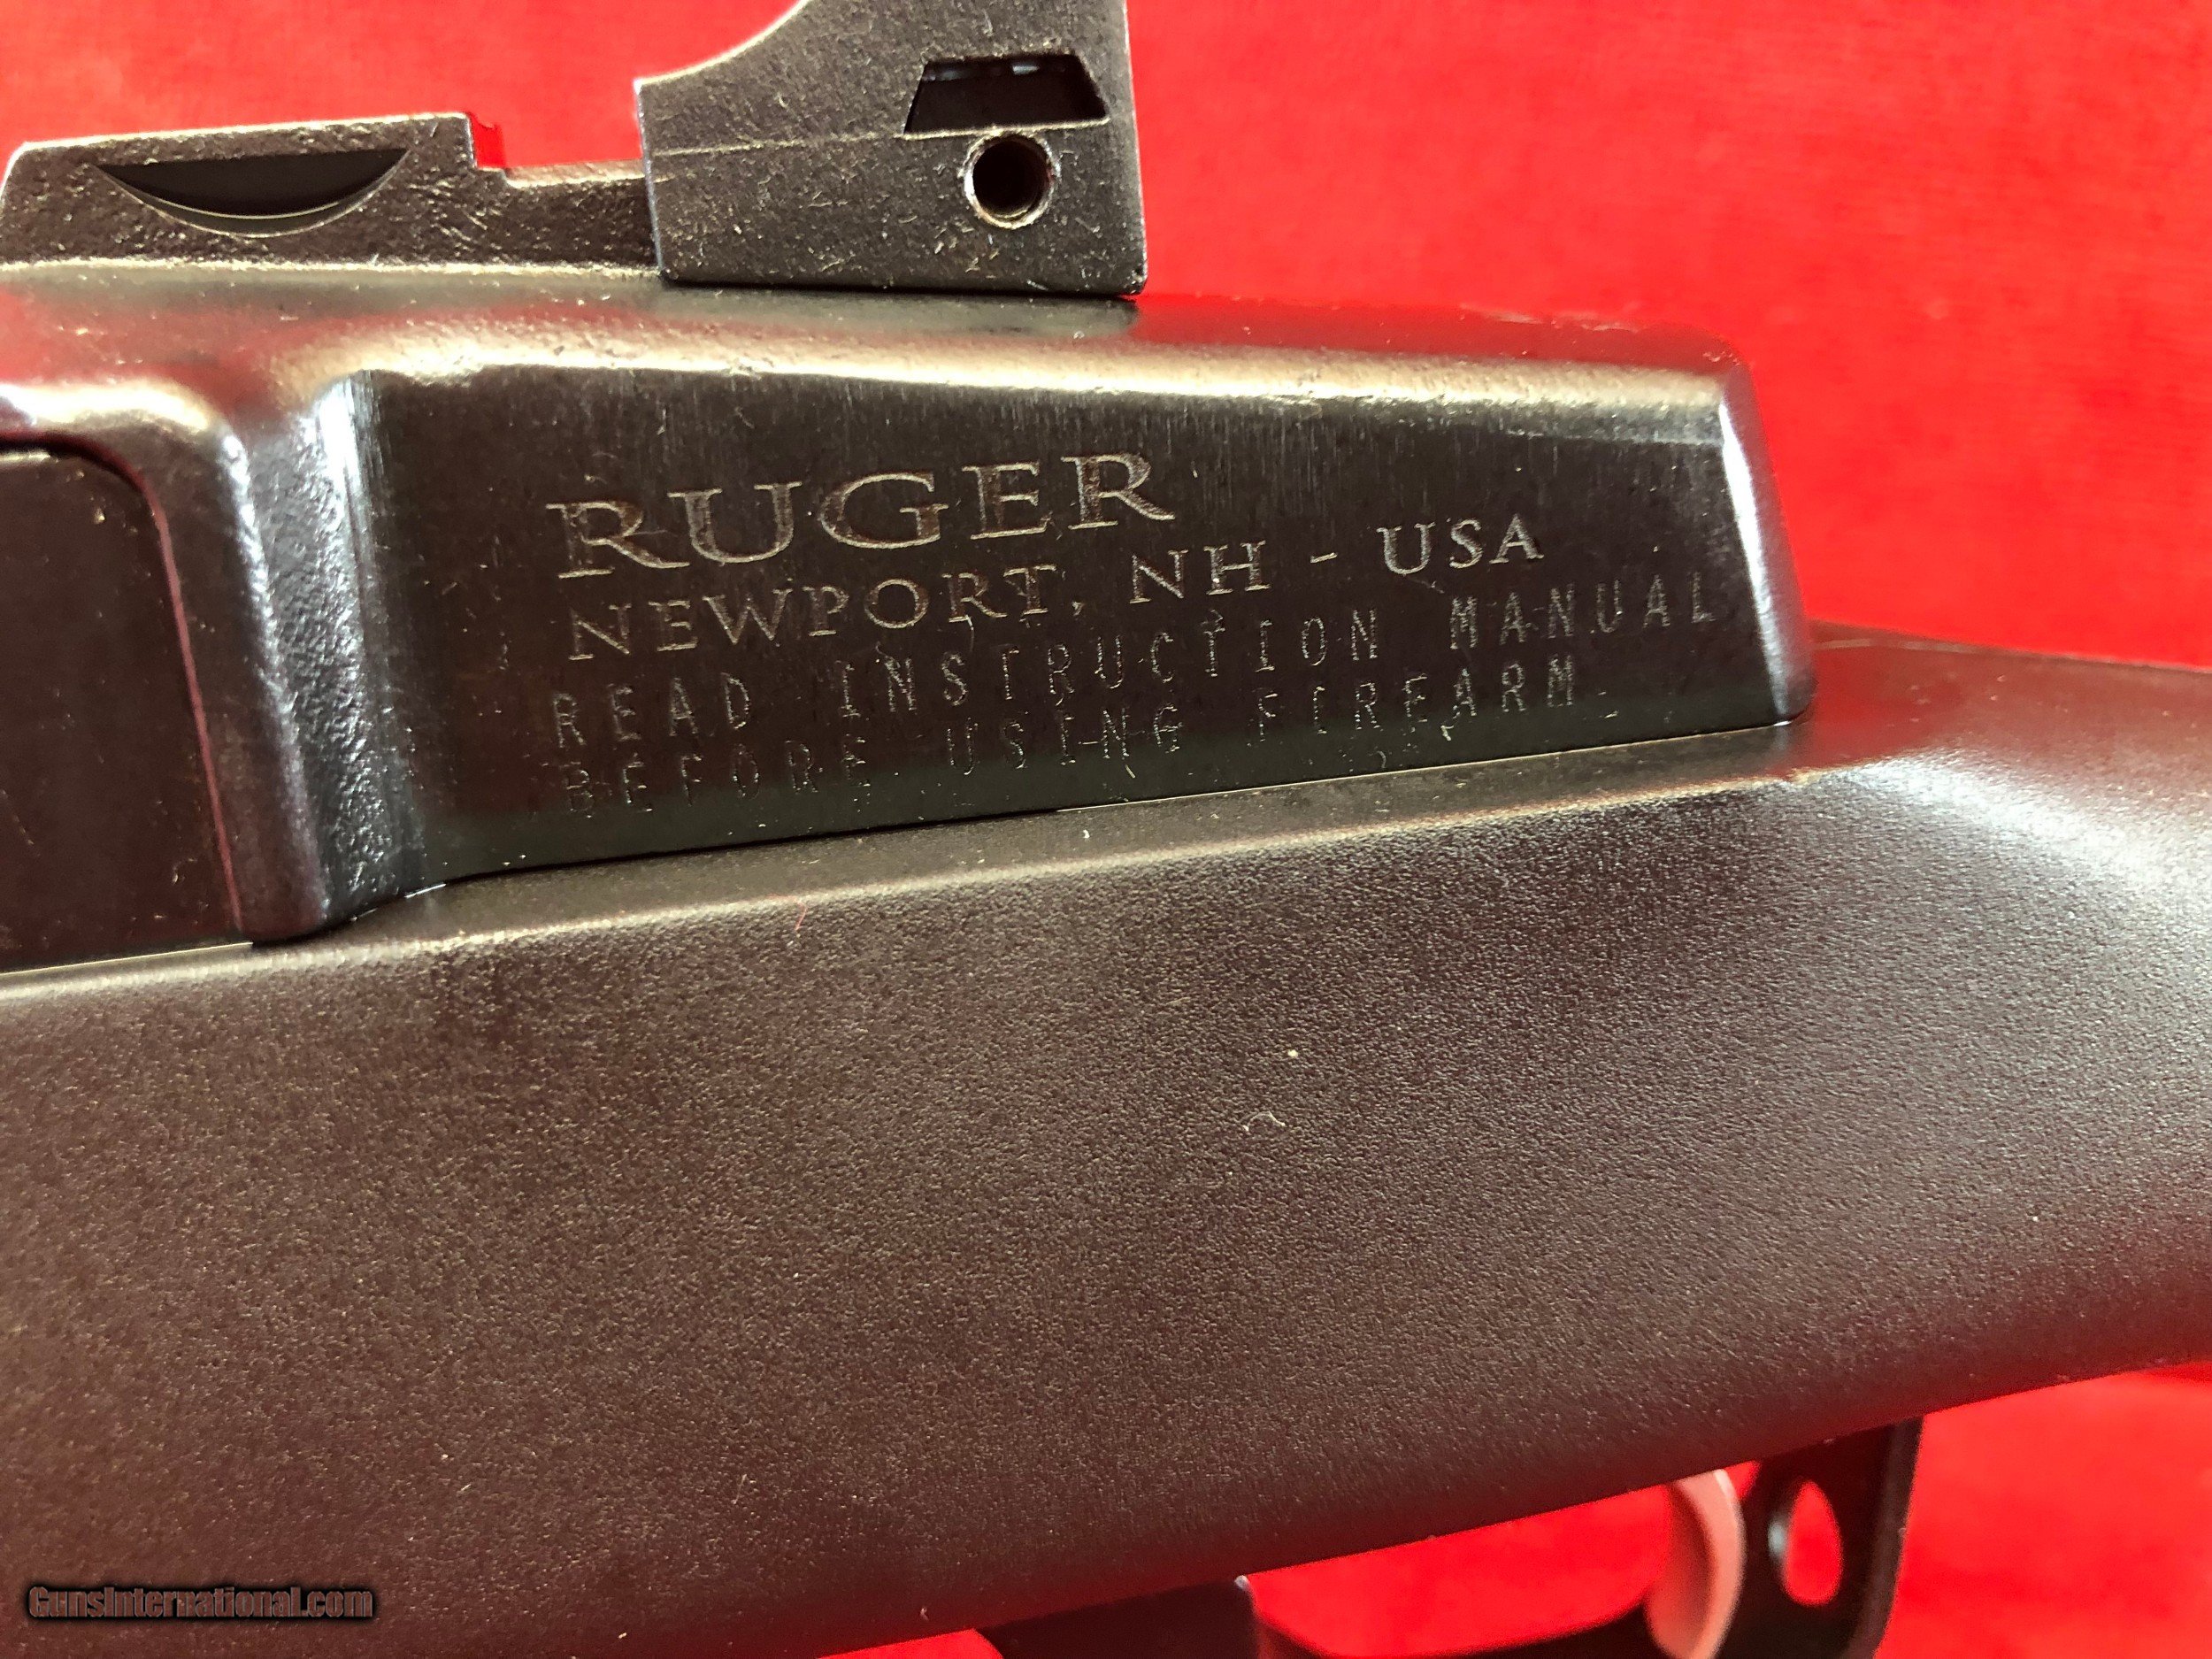 RUGER
NEWPORT, NH - USA
READ INSTRUCTION MANUAL
BEFORE USING FIREARM
GunsInternational.com